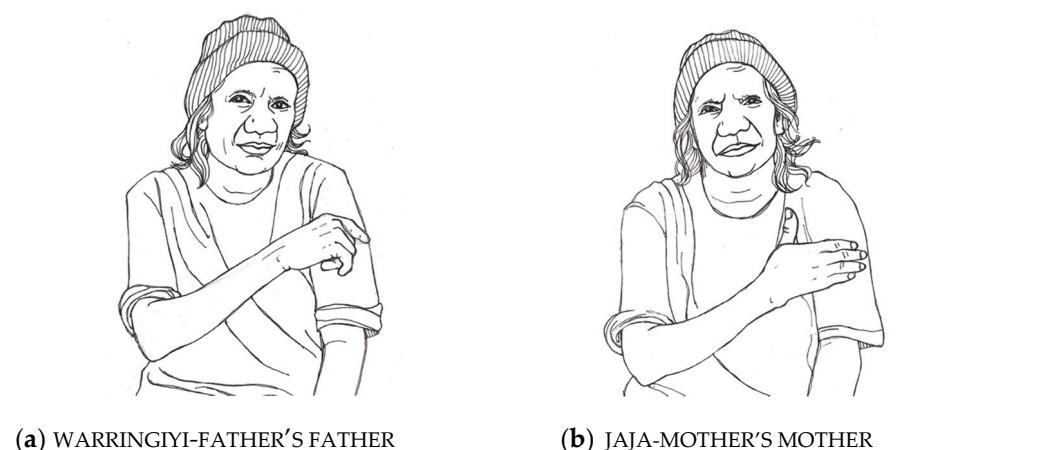 (a) WARRINGIYI-FATHER’S FATHER
(b) JAJA-MOTHER’S MOTHER